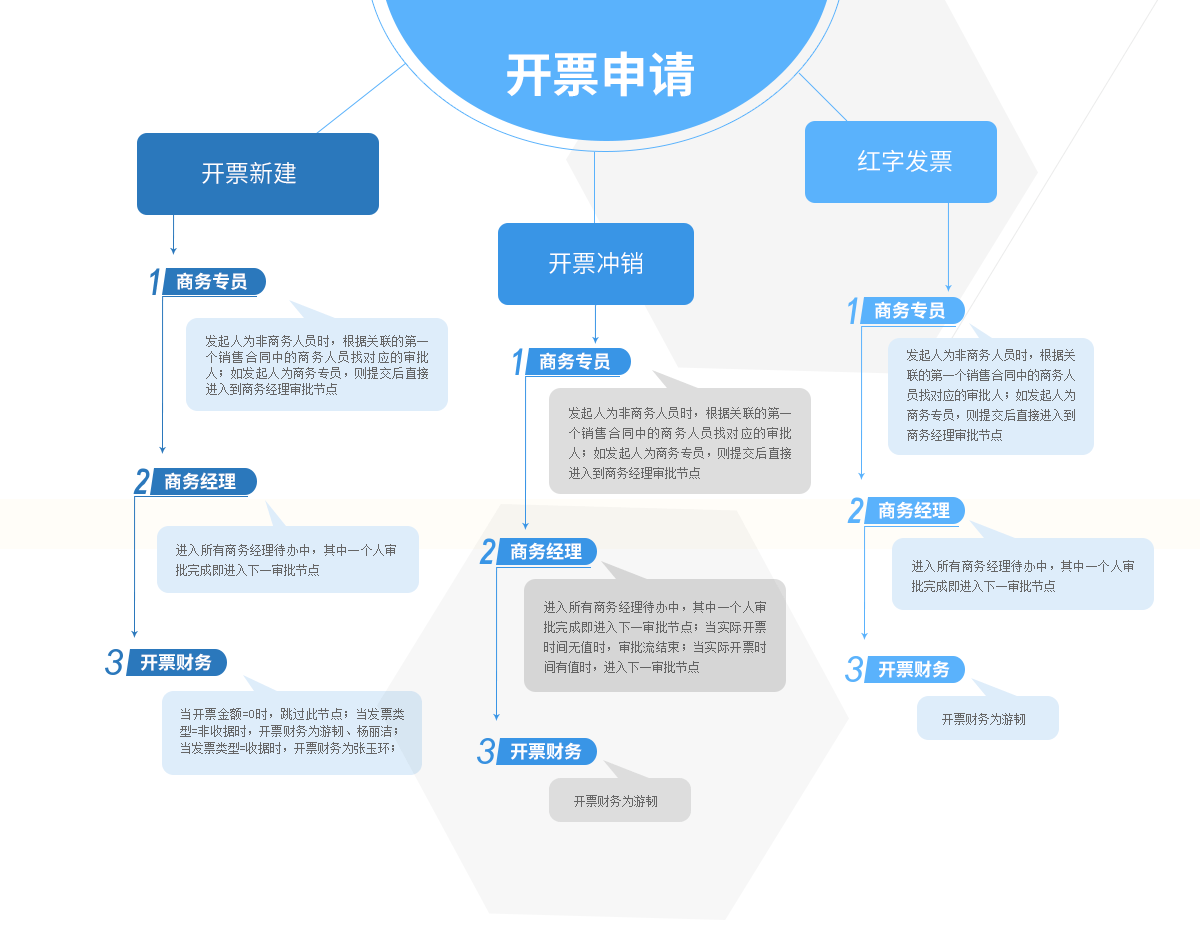 开票申请
开票新建
1
商务专员
发起人为非商务人员时，根据关联的第一
个销售合同中的商务人员找对应的审批
人；如发起人为商务专员，则提交后直接
进入到商务经理审批节点
2
商务经理
进入所有商务经理待办中，其中一个人审
批完成即进入下一审批节点
3
开票财务
当开票金额=0时，跳过此节点；当发票类
型=非收据时，开票财务为游轫、杨丽洁；
当发票类型=收据时，开票财务为张玉环；
开票冲销
1
商务专员
发起人为非商务人员时，根据关联的第一
个销售合同中的商务人员找对应的审批
人；如发起人为商务专员，则提交后直接
进入到商务经理审批节点
2
商务经理
进入所有商务经理待办中，其中一个人审
批完成即进入下一审批节点；当实际开票
时间无值时，审批流结束；当实际开票时
间有值时，进入下一审批节点
3
开票财务
开票财务为游轫
红字发票
1
商务专员
发起人为非商务人员时，根据关
联的第一个销售合同中的商务人
员找对应的审批人；如发起人为
商务专员，则提交后直接进入到
商务经理审批节点
2
商务经理
进入所有商务经理待办中，其中一个人审
批完成即进入下一审批节点
3
开票财务
开票财务为游轫